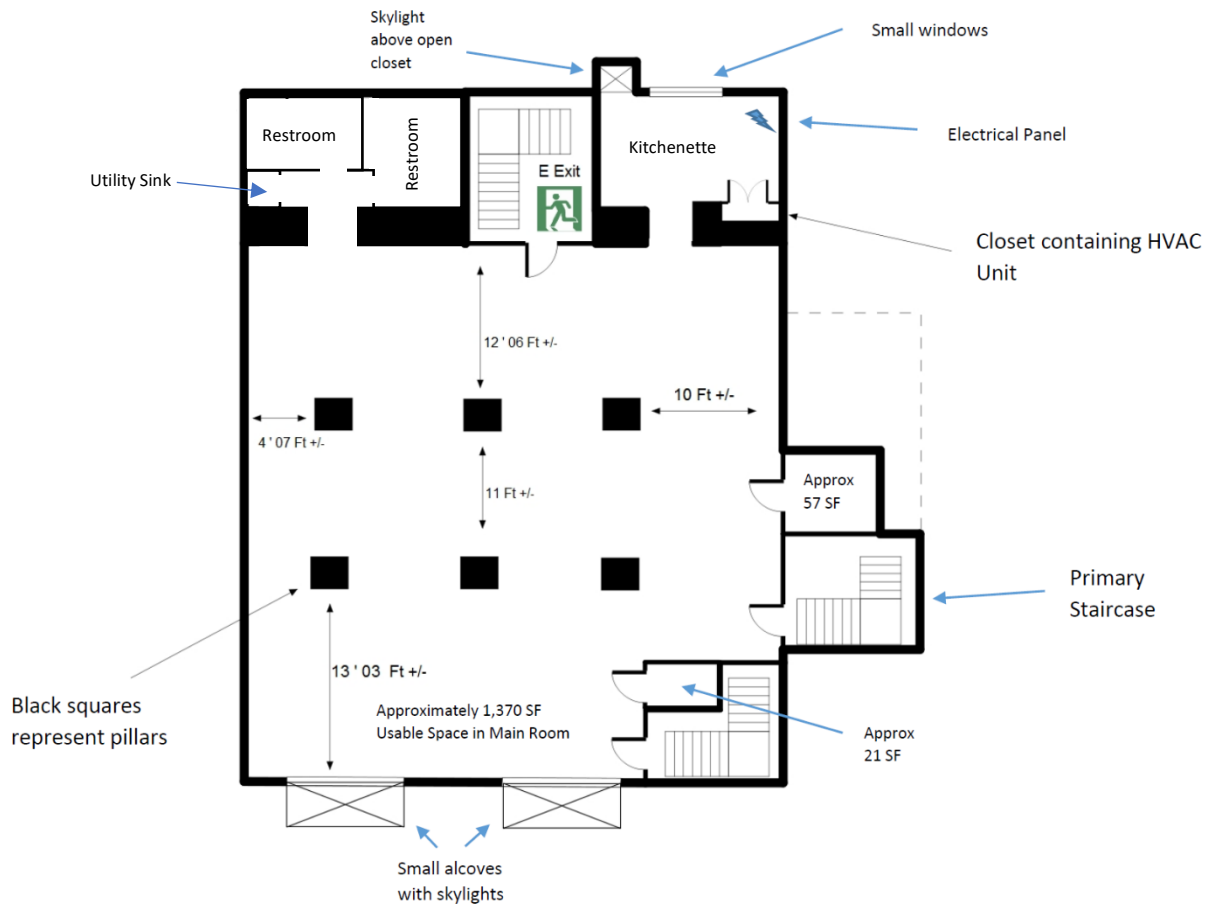 Skylight
above open
closet
Small windows
Restroom
Restroom
Kitchenette
Electrical Panel
E Exit
Utility Sink
Closet containing HVAC
Unit
12 ' 06 Ft +/-
10 Ft +/-
4 ' 07 Ft +/-
11 Ft +/-
Approx
57 SF
Primary
Staircase
13 ' 03 Ft +/-
Black squares
represent pillars
Approximately 1,370 SF
Usable Space in Main Room
Approx
21 SF
Small alcoves
with skylights